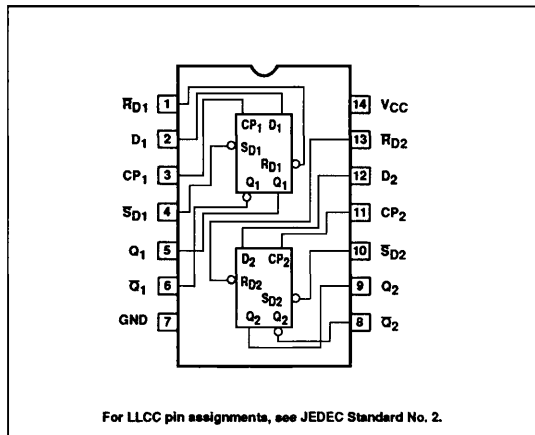 R̅D1 1 14 VCC
D1 2 13 R̅D2
CP1 3 12 D2
S̅D1 4 11 CP2
Q1 5 10 S̅D2
Q̅1 6 9 Q2
GND 7 8 Q̅2
CP1 D1
SD1
RD1
Q1 Q1
D2 CP2
RD2
SD2
Q2 Q2
For LLCC pin assignments, see JEDEC Standard No. 2.